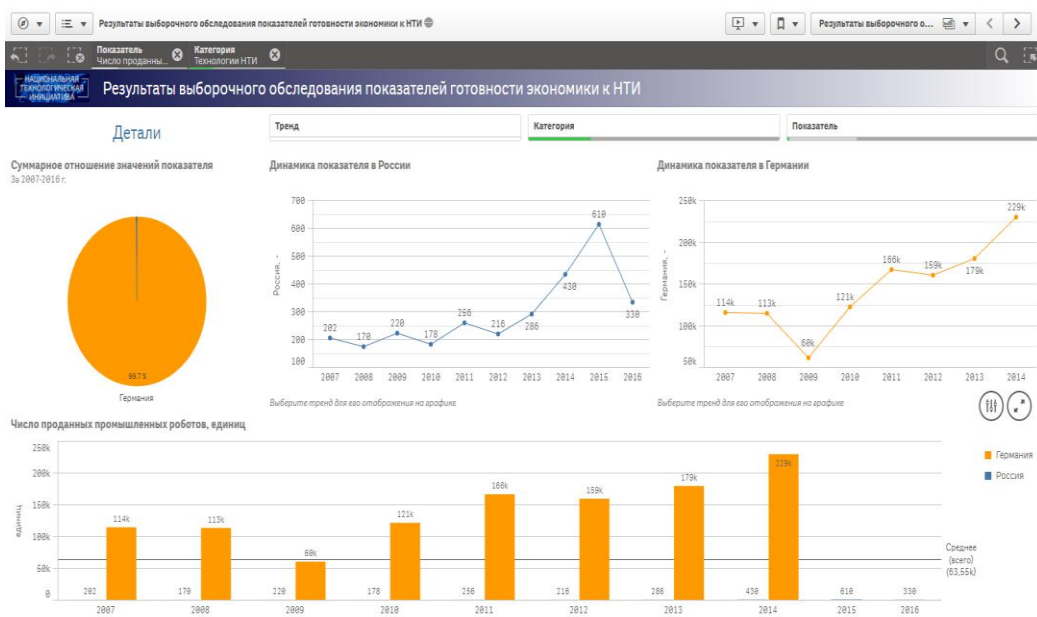 Результаты выборочного обследования показателей готовности экономики к НТИ
Результаты выборочного о...
Показатель
Число проданны...
Категория
Технологии НТИ
НАЦИОНАЛЬНАЯ
ТЕХНОЛОГИЧЕСКАЯ
ИНИЦИАТИВА
Результаты выборочного обследования показателей готовности экономики к НТИ
Детали
Тренд
Категория
Показатель
Суммарное отношение значений показателя
За 2007-2016 г.
99.7%
Германия
Динамика показателя в России
Россия, -
700
600
500
400
300
200
100
202
170
220
178
256
216
286
430
610
330
2007 2008 2009 2010 2011 2012 2013 2014 2015 2016
Выберите тренд для его отображения на графике
Динамика показателя в Германии
Германия, -
250k
200k
150k
100k
50k
114k
113k
60k
121k
166k
159k
179k
229k
2007 2008 2009 2010 2011 2012 2013 2014
Выберите тренд для его отображения на графике
Число проданных промышленных роботов, единиц
единиц
250k
200k
150k
100k
50k
0
202 114k
170 113k
220 60k
178 121k
256 166k
216 159k
286 179k
430 229k
610
330
2007 2008 2009 2010 2011 2012 2013 2014 2015 2016
Германия
Россия
Среднее
(всего)
(63,55k)